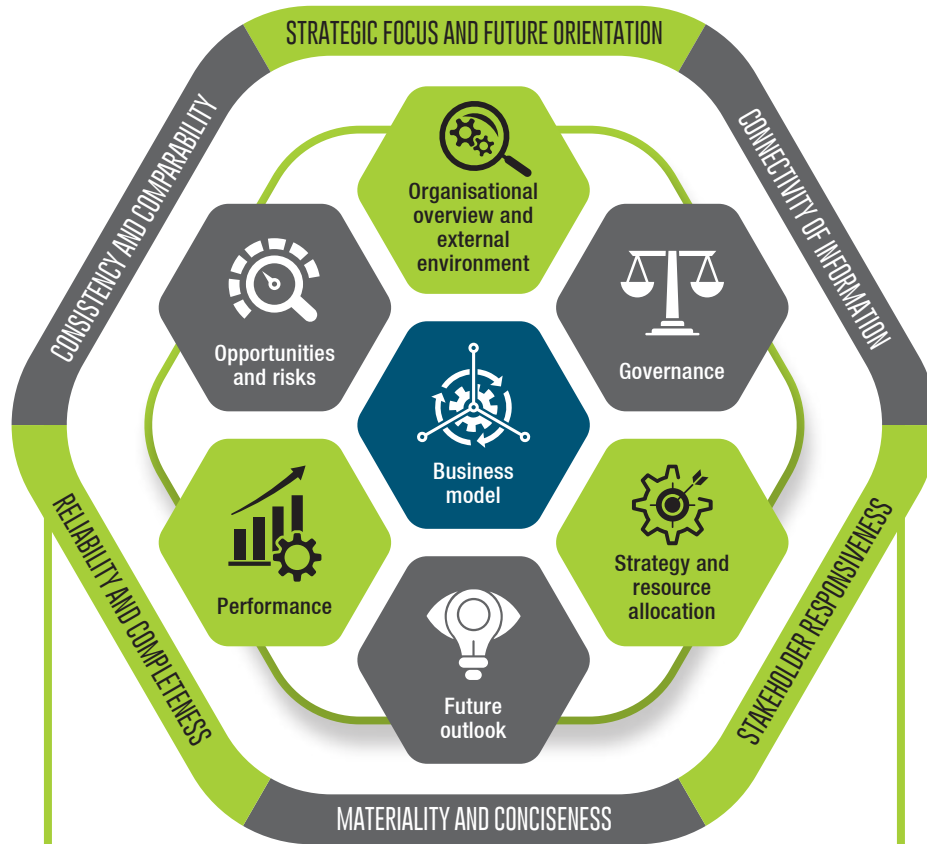 STRATEGIC FOCUS AND FUTURE ORIENTATION
CONSISTENCY AND COMPARABILITY
CONNECTIVITY OF INFORMATION
Organisational
overview and
external
environment
Opportunities
and risks
Governance
Business
model
Performance
Strategy and
resource
allocation
Future
outlook
RELIABILITY AND COMPLETENESS
STAKEHOLDER RESPONSIVENESS
MATERIALITY AND CONCISENESS